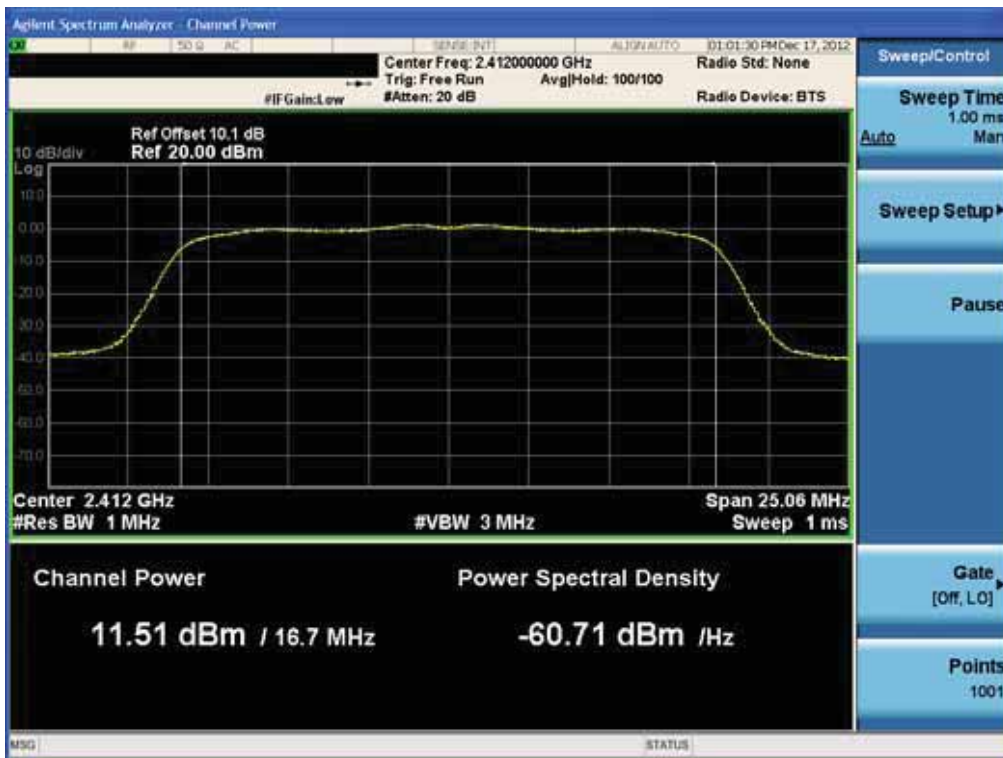 Agilent Spectrum Analyzer - Channel Power
RF 50 Ω AC SENSE:INT ALIGN AUTO 01:01:30 PM Dec 17, 2012
Center Freq: 2.412000000 GHz Radio Std: None
Trig: Free Run Avg|Hold: 100/100
#IFGain:Low #Atten: 20 dB Radio Device: BTS
Ref Offset 10.1 dB
10 dB/div Ref 20.00 dBm
Log
10.0
0.00
-10.0
-20.0
-30.0
-40.0
-50.0
-60.0
-70.0
Center 2.412 GHz Span 25.06 MHz
#Res BW 1 MHz #VBW 3 MHz Sweep 1 ms
Channel Power Power Spectral Density
11.51 dBm / 16.7 MHz -60.71 dBm /Hz
MSG STATUS
Sweep/Control
Sweep Time
1.00 ms
Auto Man
Sweep Setup
Pause
Gate
[Off, LO]
Points
1001